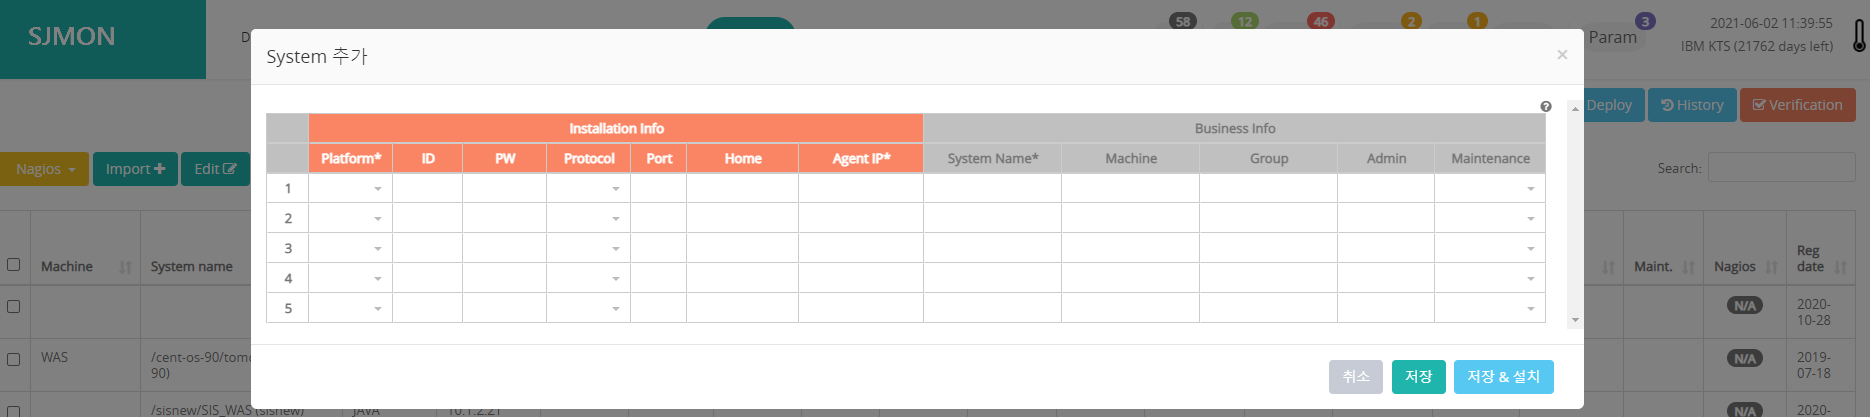 SJMON
D
58
12
46
2
1
3
Param
2021-06-02 11:39:55
IBM KTS (21762 days left)
System 추가
×
Deploy
History
Verification
Installation Info
Business Info
Platform*
ID
PW
Protocol
Port
Home
Agent IP*
System Name*
Machine
Group
Admin
Maintenance
1
2
3
4
5
Nagios
Import
Edit
Search:
Machine
System name
Maint.
Nagios
Reg
date
N/A
2020-
10-28
WAS
/cent-os-90/tomc
90)
N/A
2019-
07-18
/sisnew/SIS_WAS (sisnew)
JAVA
10.1.2.21
N/A
2020-
취소
저장
저장 & 설치